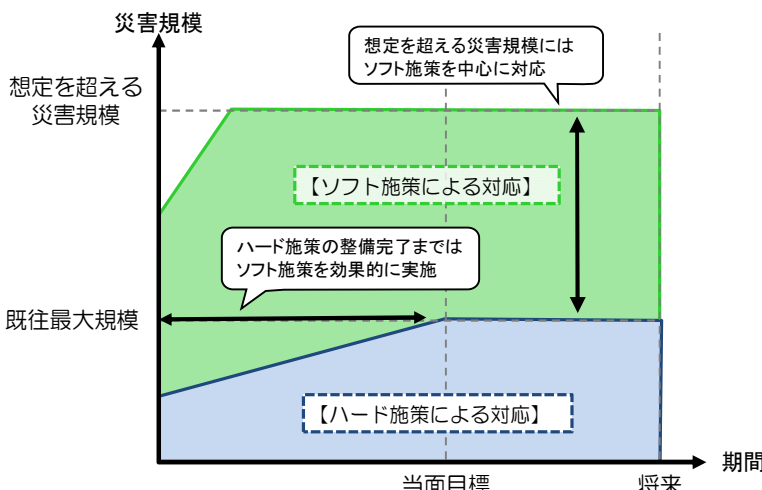 災害規模
想定を超える災害規模には
ソフト施策を中心に対応
想定を超える
災害規模
【ソフト施策による対応】
ハード施策の整備完了までは
ソフト施策を効果的に実施
既往最大規模
【ハード施策による対応】
期間
当面目標
将来